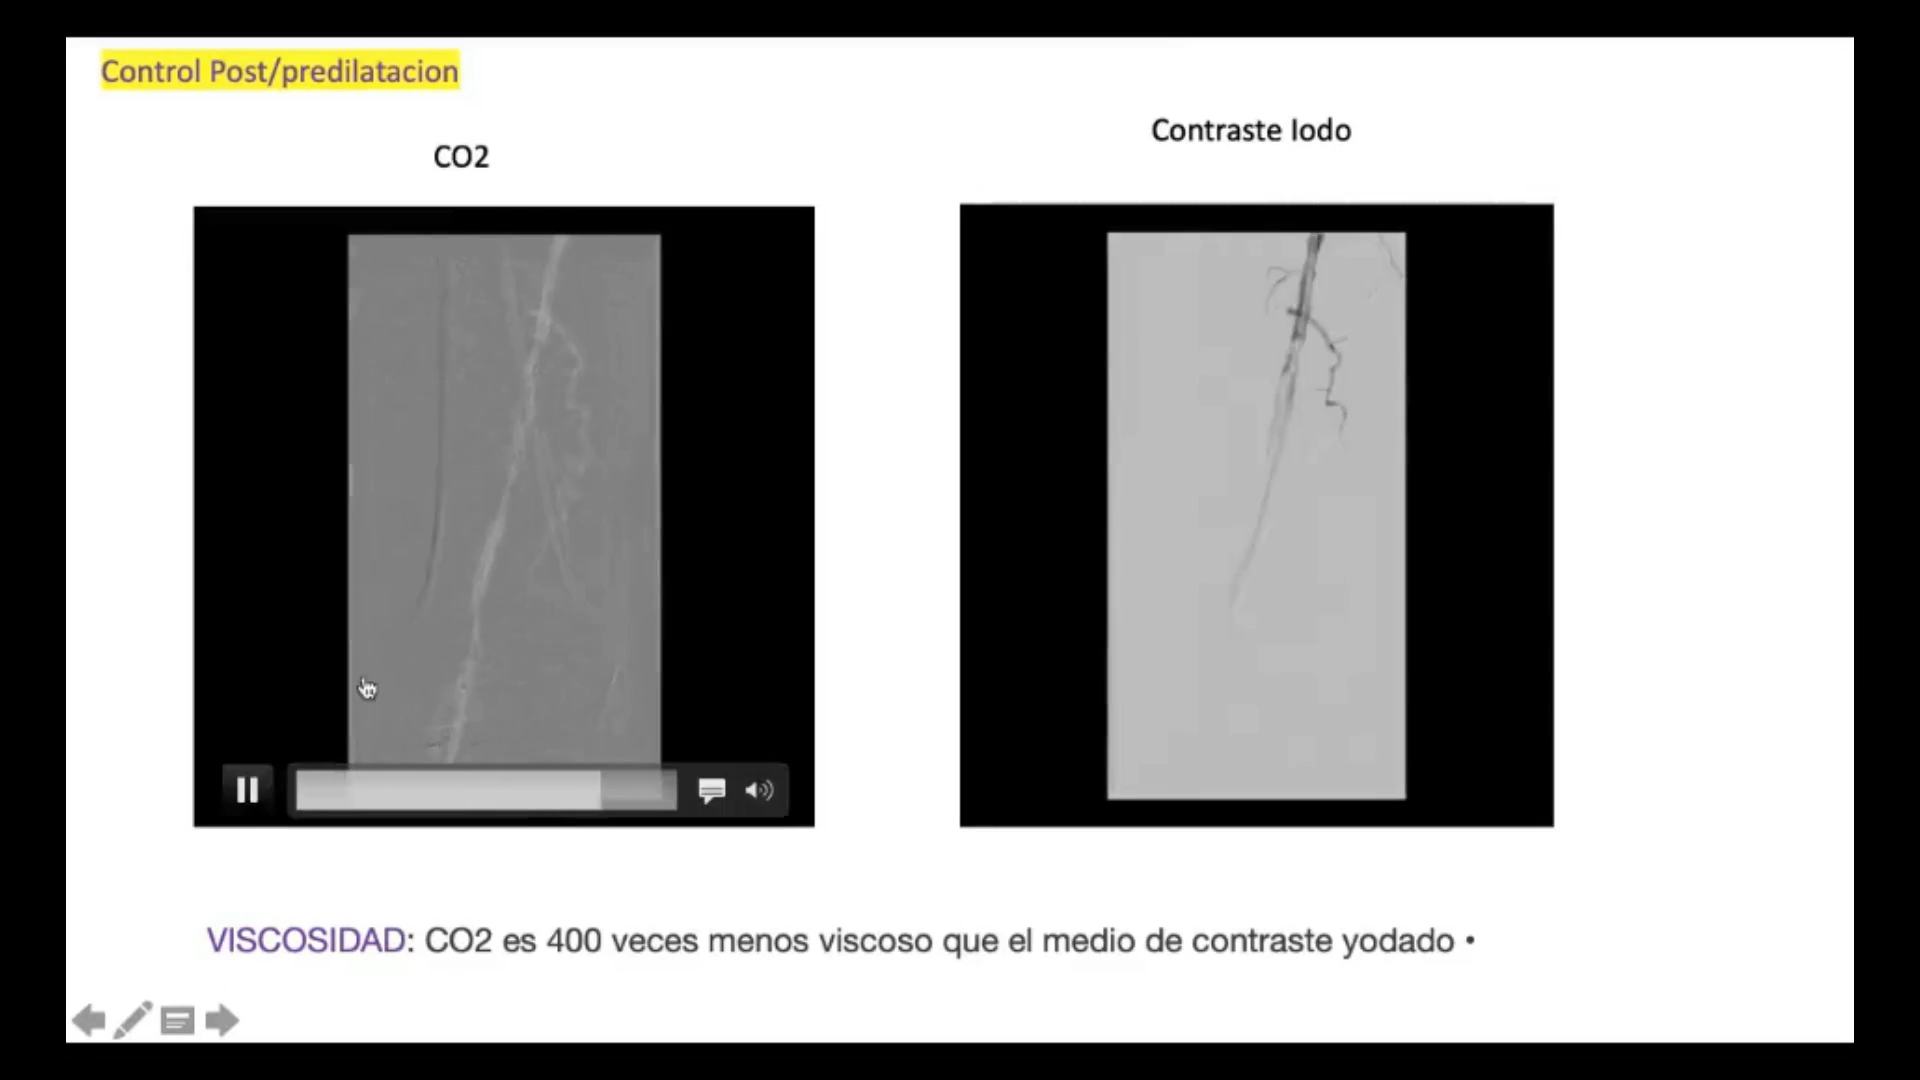 Control Post/predilatacion
CO2
Contraste Iodo
VISCOSIDAD: CO2 es 400 veces menos viscoso que el medio de contraste yodado •